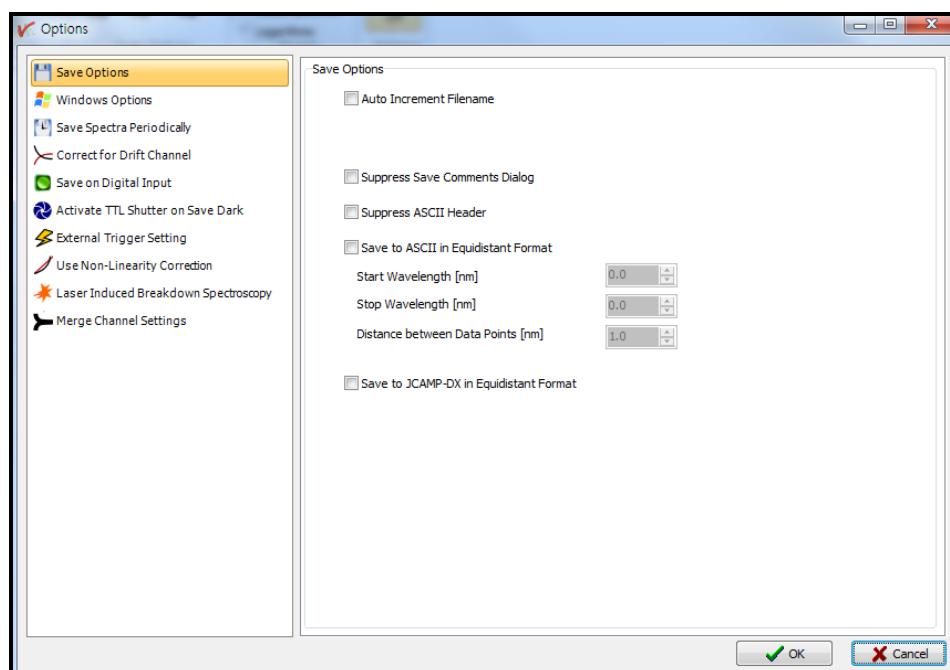 Options
Save Options
Windows Options
Save Spectra Periodically
Correct for Drift Channel
Save on Digital Input
Activate TTL Shutter on Save Dark
External Trigger Setting
Use Non-Linearity Correction
Laser Induced Breakdown Spectroscopy
Merge Channel Settings
Save Options
Auto Increment Filename
Suppress Save Comments Dialog
Suppress ASCII Header
Save to ASCII in Equidistant Format
Start Wavelength [nm] 0.0
Stop Wavelength [nm] 0.0
Distance between Data Points [nm] 1.0
Save to JCAMP-DX in Equidistant Format
OK Cancel